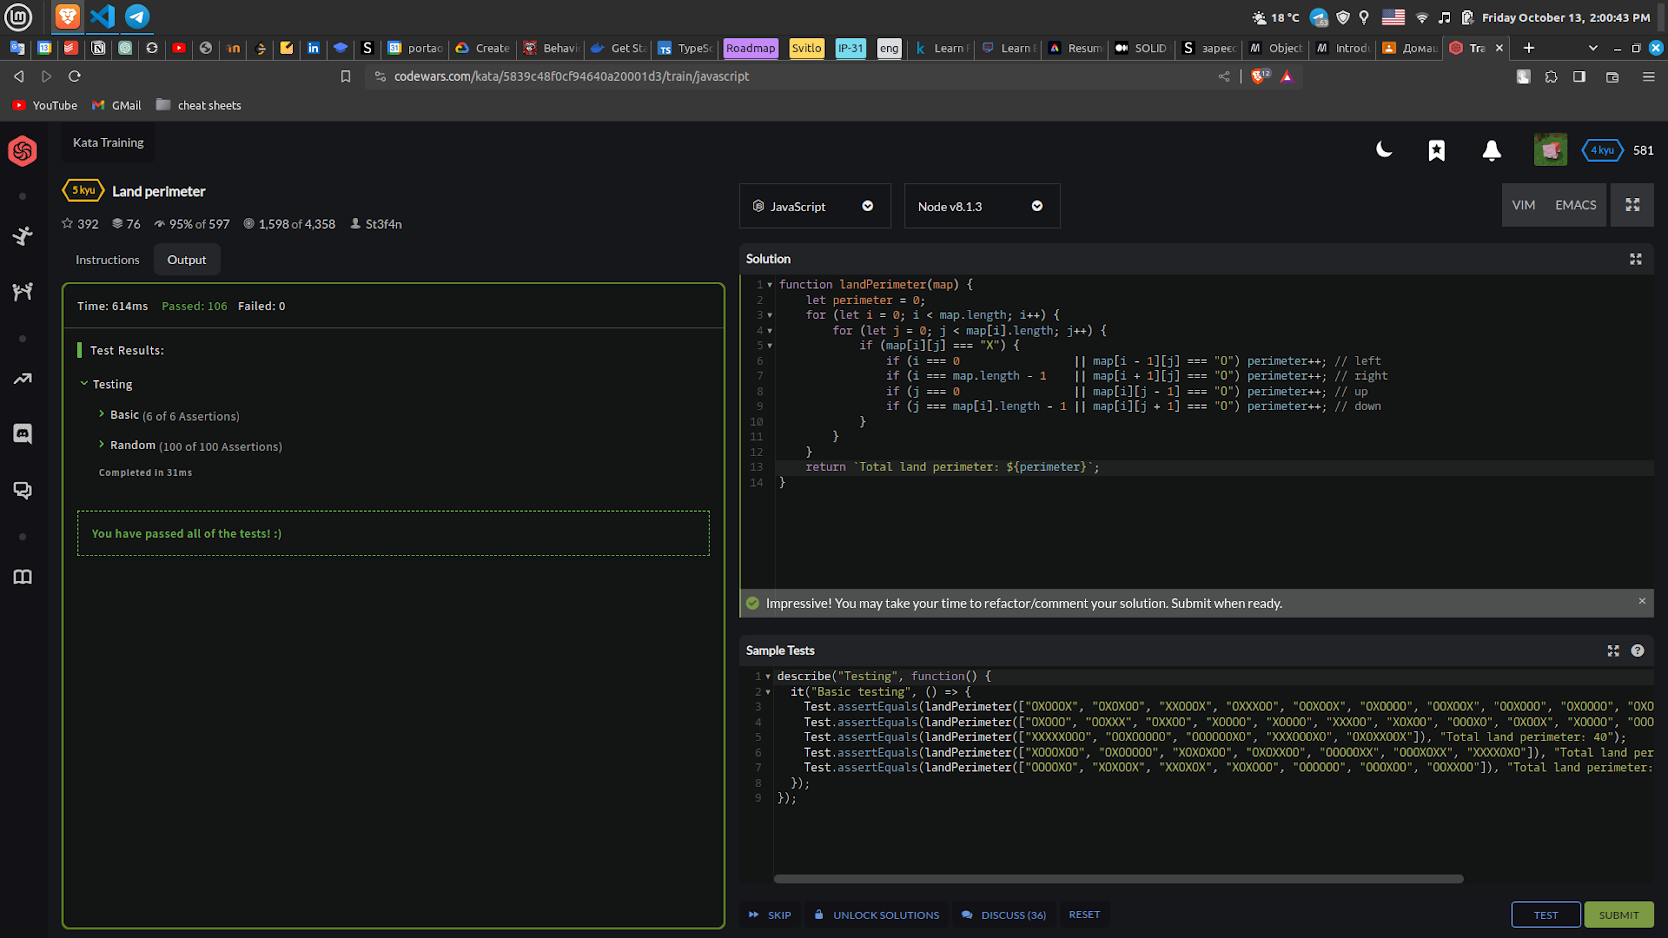 18 °C
Friday October 13, 2:00:43 PM
portao
Create
Behavi
Get Sta
TypeSc
Roadmap
Svitlo
IP-31
eng
Learn F
Learn E
Resum
SOLID
зареєс
Object
Introdu
Домаш
Tra
codewars.com/kata/5839c48f0cf94640a20001d3/train/javascript
12
YouTube
GMail
cheat sheets
Kata Training
4 kyu
581
5 kyu
Land perimeter
392
76
95% of 597
1,598 of 4,358
St3f4n
JavaScript
Node v8.1.3
VIM
EMACS
Instructions
Output
Time: 614ms Passed: 106 Failed: 0
Test Results:
Testing
Basic (6 of 6 Assertions)
Random (100 of 100 Assertions)
Completed in 31ms
You have passed all of the tests! :)
Solution
1 function landPerimeter(map) {
2 let perimeter = 0;
3 for (let i = 0; i < map.length; i++) {
4 for (let j = 0; j < map[i].length; j++) {
5 if (map[i][j] === "X") {
6 if (i === 0 || map[i - 1][j] === "O") perimeter++; // left
7 if (i === map.length - 1 || map[i + 1][j] === "O") perimeter++; // right
8 if (j === 0 || map[i][j - 1] === "O") perimeter++; // up
9 if (j === map[i].length - 1 || map[i][j + 1] === "O") perimeter++; // down
10 }
11 }
12 }
13 return `Total land perimeter: ${perimeter}`;
14 }
Impressive! You may take your time to refactor/comment your solution. Submit when ready.
Sample Tests
1 describe("Testing", function() {
2 it("Basic testing", () => {
3 Test.assertEquals(landPerimeter(["OXOOOX", "OXOXOO", "XXOOOX", "OXXXOO", "OOXOOX", "OXOOOO", "OOXOOX", "OOXOOO", "OXOOOO", "OXO
4 Test.assertEquals(landPerimeter(["OXOOO", "OOXXX", "OXXOO", "XOOOO", "XOOOO", "XXXOO", "XOXOO", "OOOXO", "OXOOX", "XOOOO", "OOO
5 Test.assertEquals(landPerimeter(["XXXXXOOO", "OOXOOOOO", "OOOOOOXO", "XXXOOOXO", "OXOXXOOX"]), "Total land perimeter: 40");
6 Test.assertEquals(landPerimeter(["XOOOXOO", "OXOOOOO", "XOXOXOO", "OXOXXOO", "OOOOOXX", "OOOXOXX", "XXXXOXO"]), "Total land per
7 Test.assertEquals(landPerimeter(["OOOOXO", "XOXOOX", "XXOXOX", "XOXOOO", "OOOOOO", "OOOXOO", "OOXXOO"]), "Total land perimeter:
8 });
9 });
SKIP
UNLOCK SOLUTIONS
DISCUSS (36)
RESET
TEST
SUBMIT